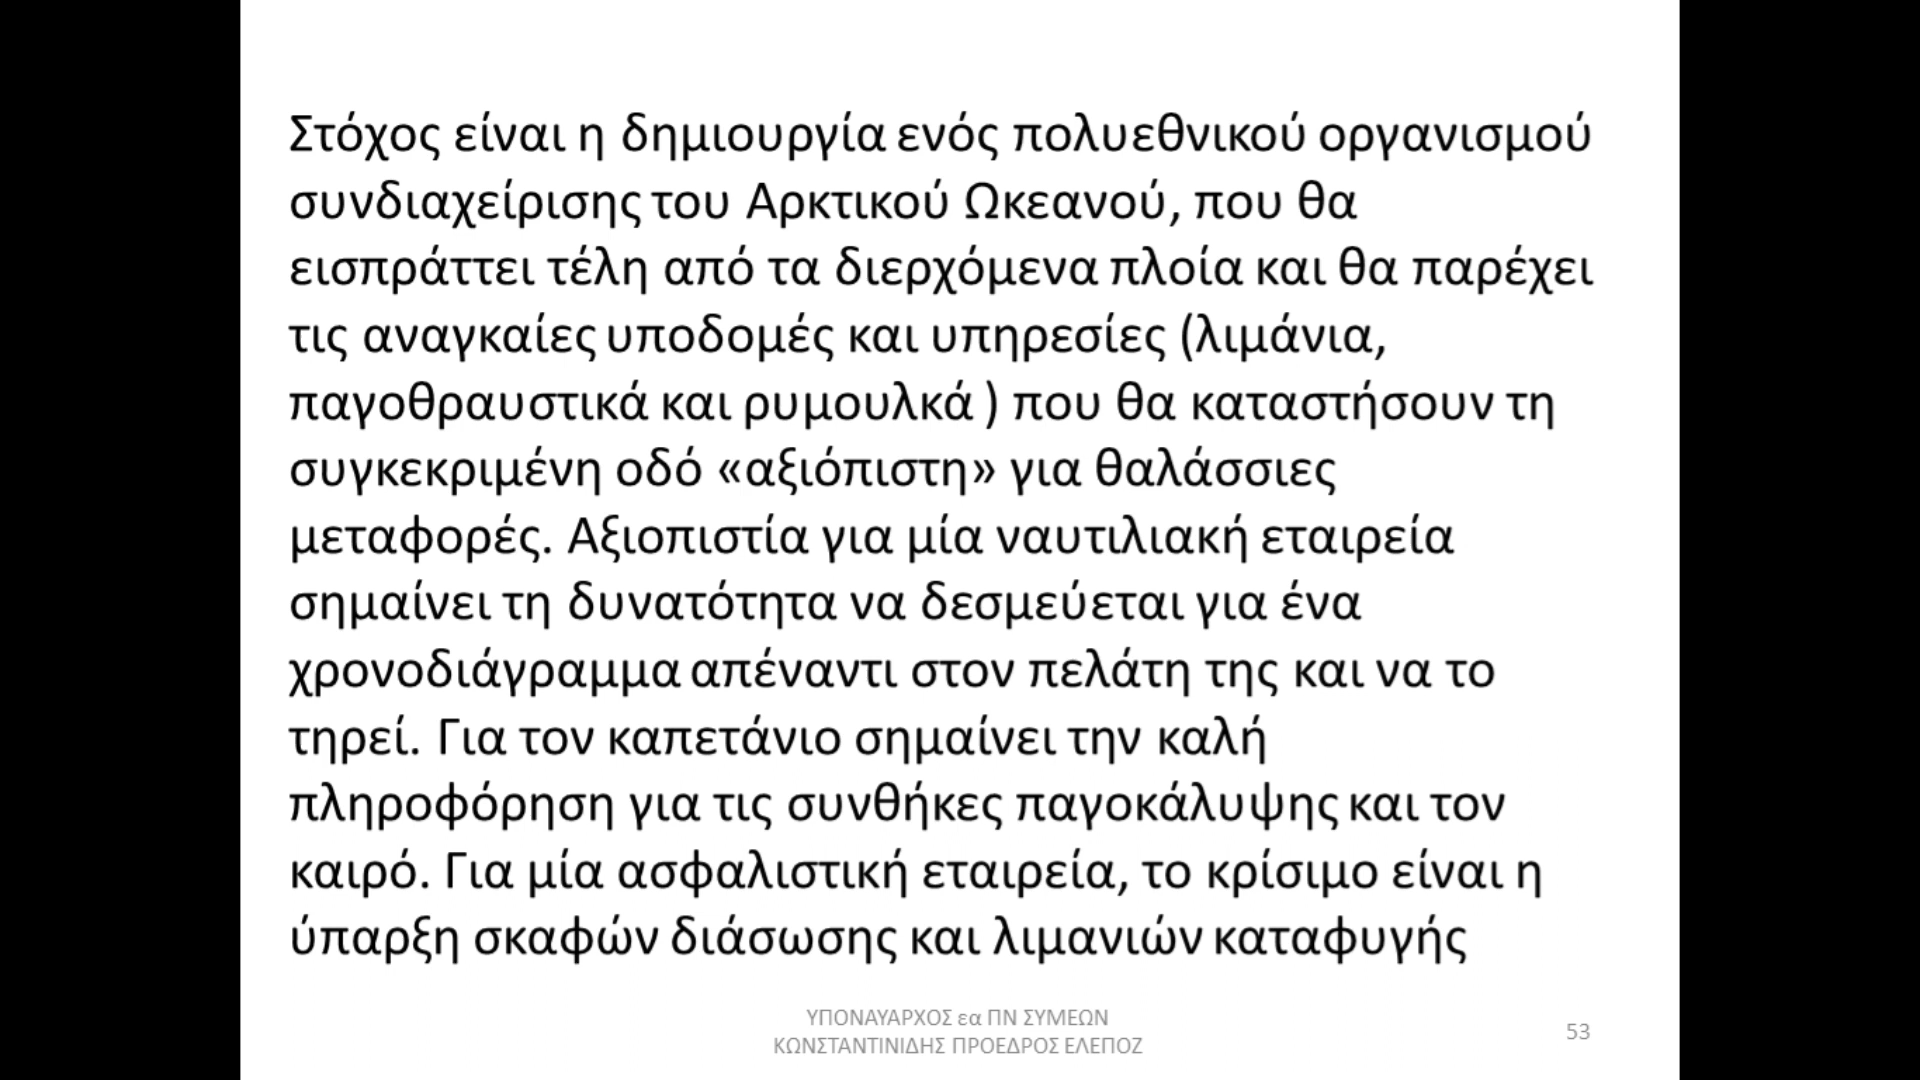 Στόχος είναι η δημιουργία ενός πολυεθνικού οργανισμού
συνδιαχείρισης του Αρκτικού Ωκεανού, που θα
εισπράττει τέλη από τα διερχόμενα πλοία και θα παρέχει
τις αναγκαίες υποδομές και υπηρεσίες (λιμάνια,
παγοθραυστικά και ρυμουλκά ) που θα καταστήσουν τη
συγκεκριμένη οδό «αξιόπιστη» για θαλάσσιες
μεταφορές. Αξιοπιστία για μία ναυτιλιακή εταιρεία
σημαίνει τη δυνατότητα να δεσμεύεται για ένα
χρονοδιάγραμμα απέναντι στον πελάτη της και να το
τηρεί. Για τον καπετάνιο σημαίνει την καλή
πληροφόρηση για τις συνθήκες παγοκάλυψης και τον
καιρό. Για μία ασφαλιστική εταιρεία, το κρίσιμο είναι η
ύπαρξη σκαφών διάσωσης και λιμανιών καταφυγής
ΥΠΟΝΑΥΑΡΧΟΣ εα ΠΝ ΣΥΜΕΩΝ
ΚΩΝΣΤΑΝΤΙΝΙΔΗΣ ΠΡΟΕΔΡΟΣ ΕΛΕΠΟΖ
53